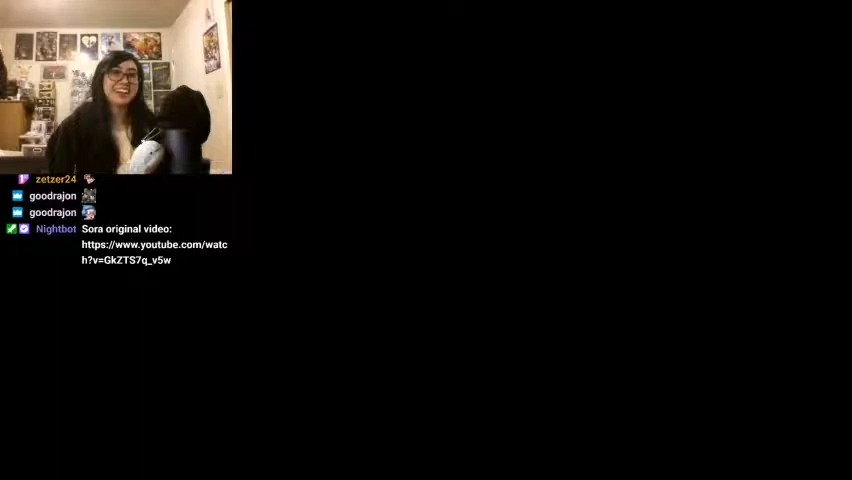 zetzer24
goodrajon
goodrajon
Nightbot Sora original video:
https://www.youtube.com/watc
h?v=GkZTS7q_v5w